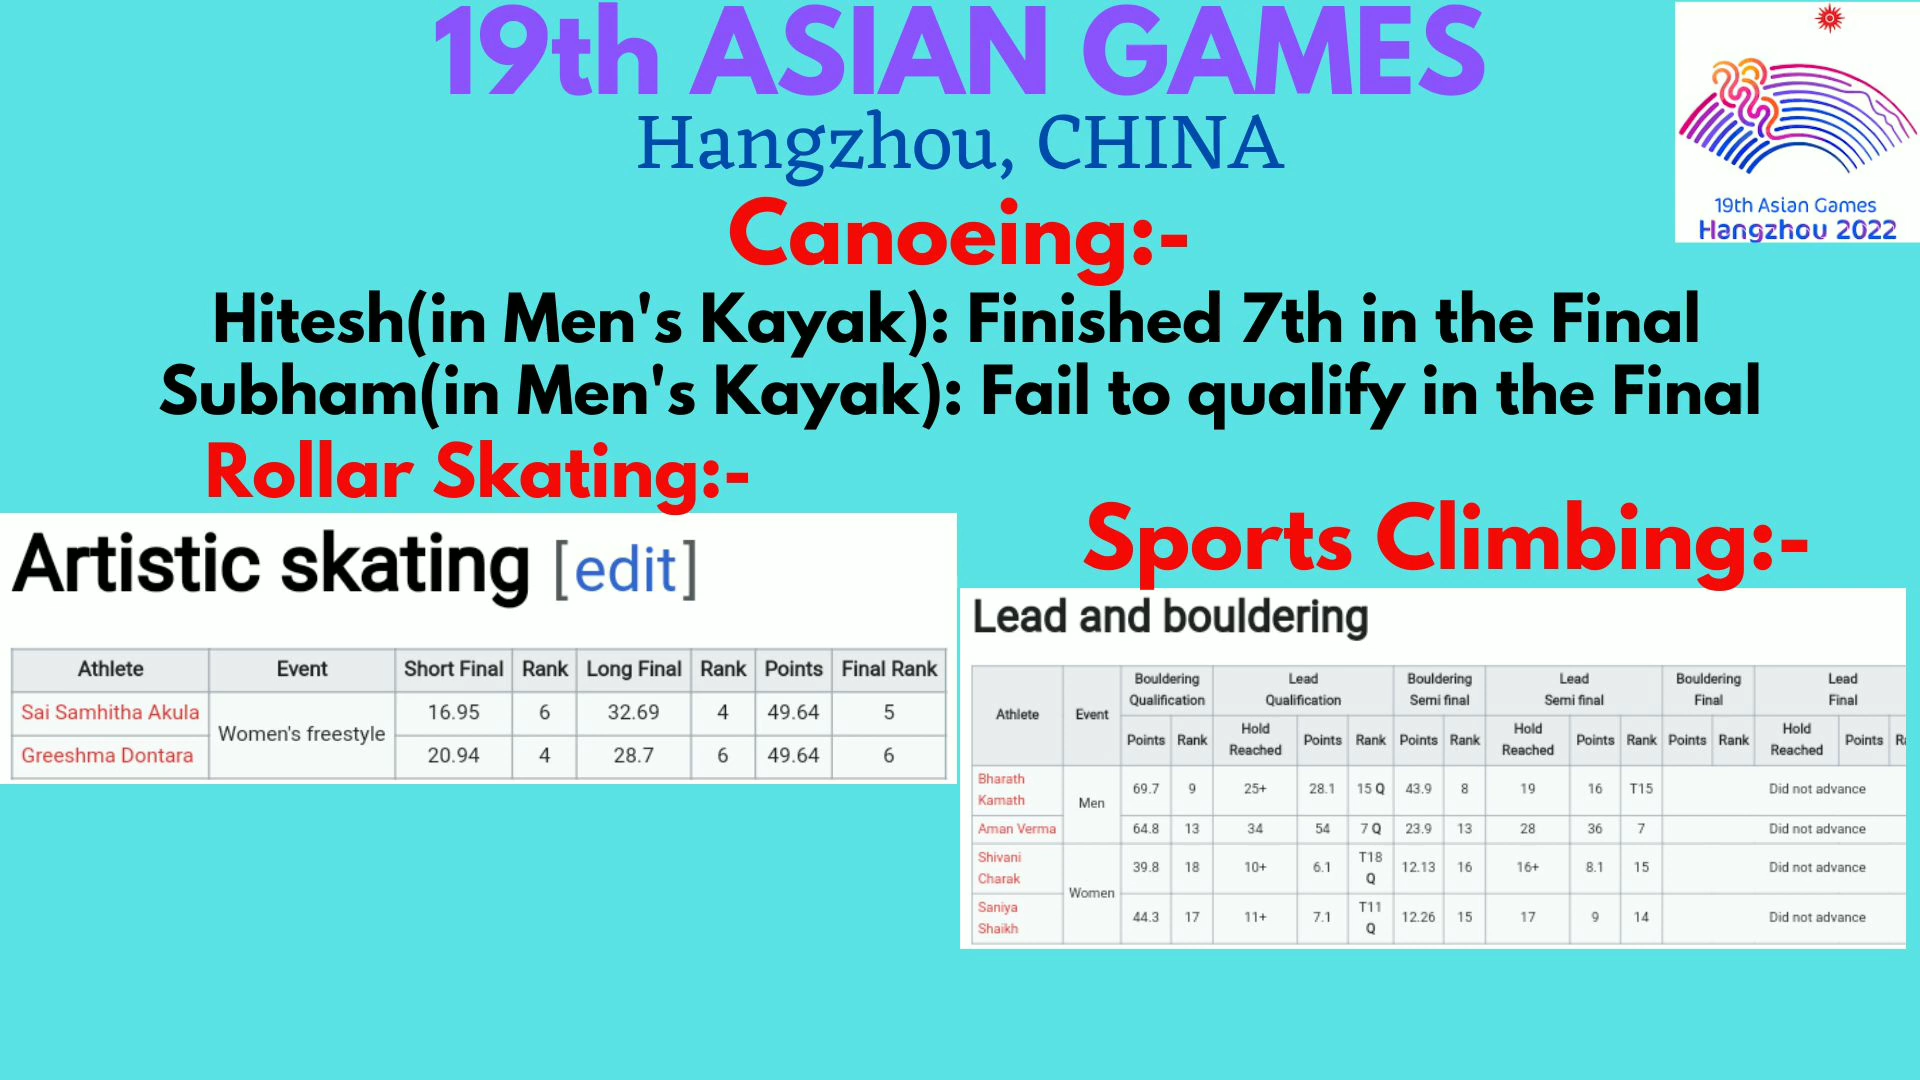 19th ASIAN GAMES
Hangzhou, CHINA
19th Asian Games
Hangzhou 2022
Canoeing:-
Hitesh(in Men's Kayak): Finished 7th in the Final
Subham(in Men's Kayak): Fail to qualify in the Final
Rollar Skating:-
Artistic skating [edit]
Athlete Event Short Final Rank Long Final Rank Points Final Rank
Sai Samhitha Akula Women's freestyle 16.95 6 32.69 4 49.64 5
Greeshma Dontara 20.94 4 28.7 6 49.64 6
Sports Climbing:-
Lead and bouldering
Athlete Event Bouldering Qualification Lead Qualification Bouldering Semi final Lead Semi final Bouldering Final Lead Final
Points Rank Hold Reached Points Rank Points Rank Hold Reached Points Rank Points Rank Hold Reached Points
Bharath Kamath Men 69.7 9 25+ 28.1 15 Q 43.9 8 19 16 T15 Did not advance
Aman Verma 64.8 13 34 54 7 Q 23.9 13 28 36 7 Did not advance
Shivani Charak Women 39.8 18 10+ 6.1 T18 Q 12.13 16 16+ 8.1 15 Did not advance
Saniya Shaikh 44.3 17 11+ 7.1 T11 Q 12.26 15 17 9 14 Did not advance